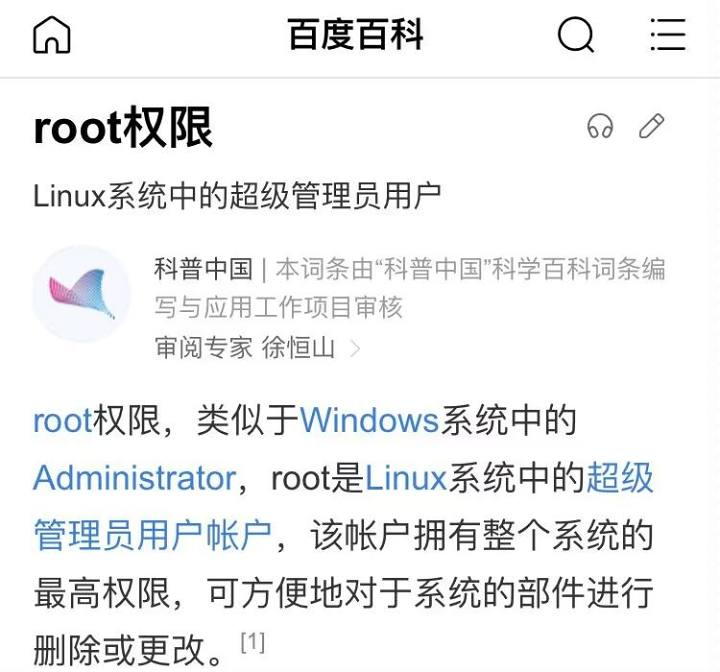 百度百科
root权限
Linux系统中的超级管理员用户
科普中国 | 本词条由“科普中国”科学百科词条编
写与应用工作项目审核
审阅专家 徐恒山
root权限，类似于Windows系统中的
Administrator，root是Linux系统中的超级
管理员用户帐户，该帐户拥有整个系统的
最高权限，可方便地对于系统的部件进行
删除或更改。[1]